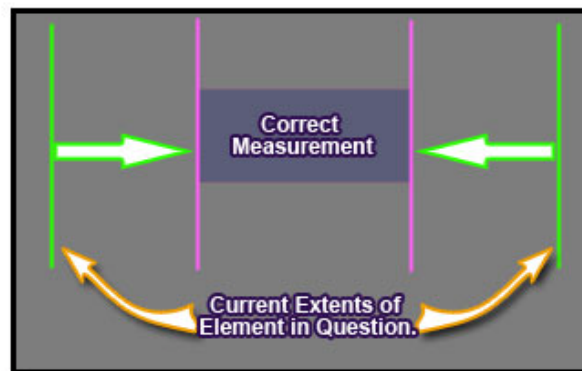 Correct
Measurement
Current Extents of
Element in Question.